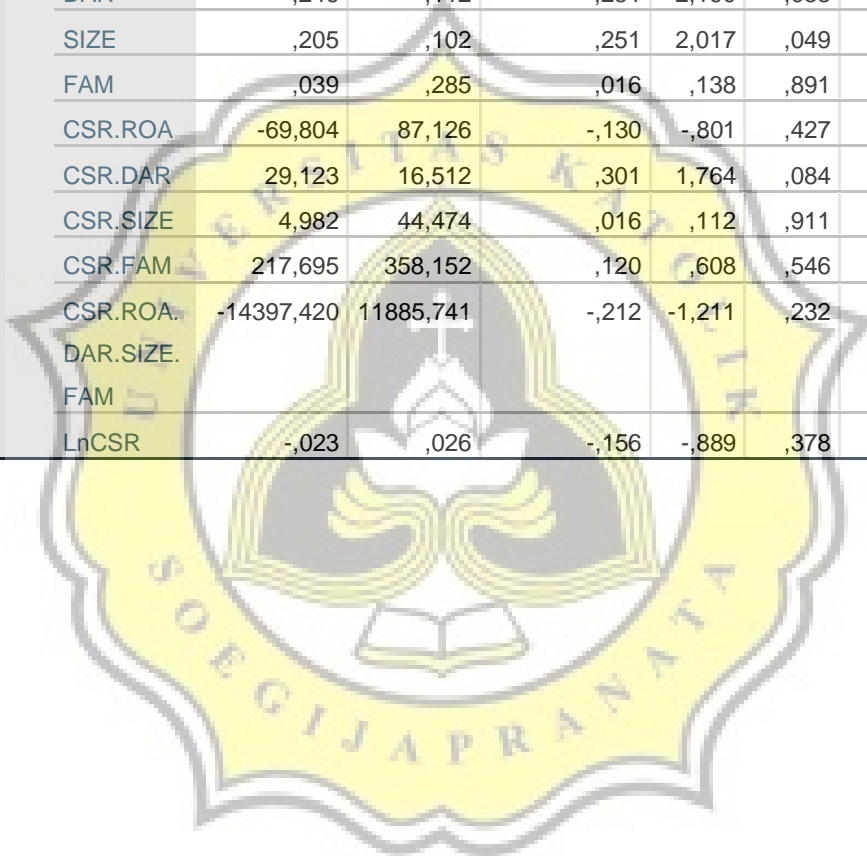 SIZE ,205 ,102 ,251 2,017 ,049
FAM ,039 ,285 ,016 ,138 ,891
CSR.ROA -69,804 87,126 -,130 -,801 ,427
CSR.DAR 29,123 16,512 ,301 1,764 ,084
CSR.SIZE 4,982 44,474 ,016 ,112 ,911
CSR.FAM 217,695 358,152 ,120 ,608 ,546
CSR.ROA. -14397,420 11885,741 -,212 -1,211 ,232
DAR.SIZE.
FAM
LnCSR -,023 ,026 -,156 -,889 ,378
UNIVERSITAS KATOLIK
SOEGIJAPRANATA